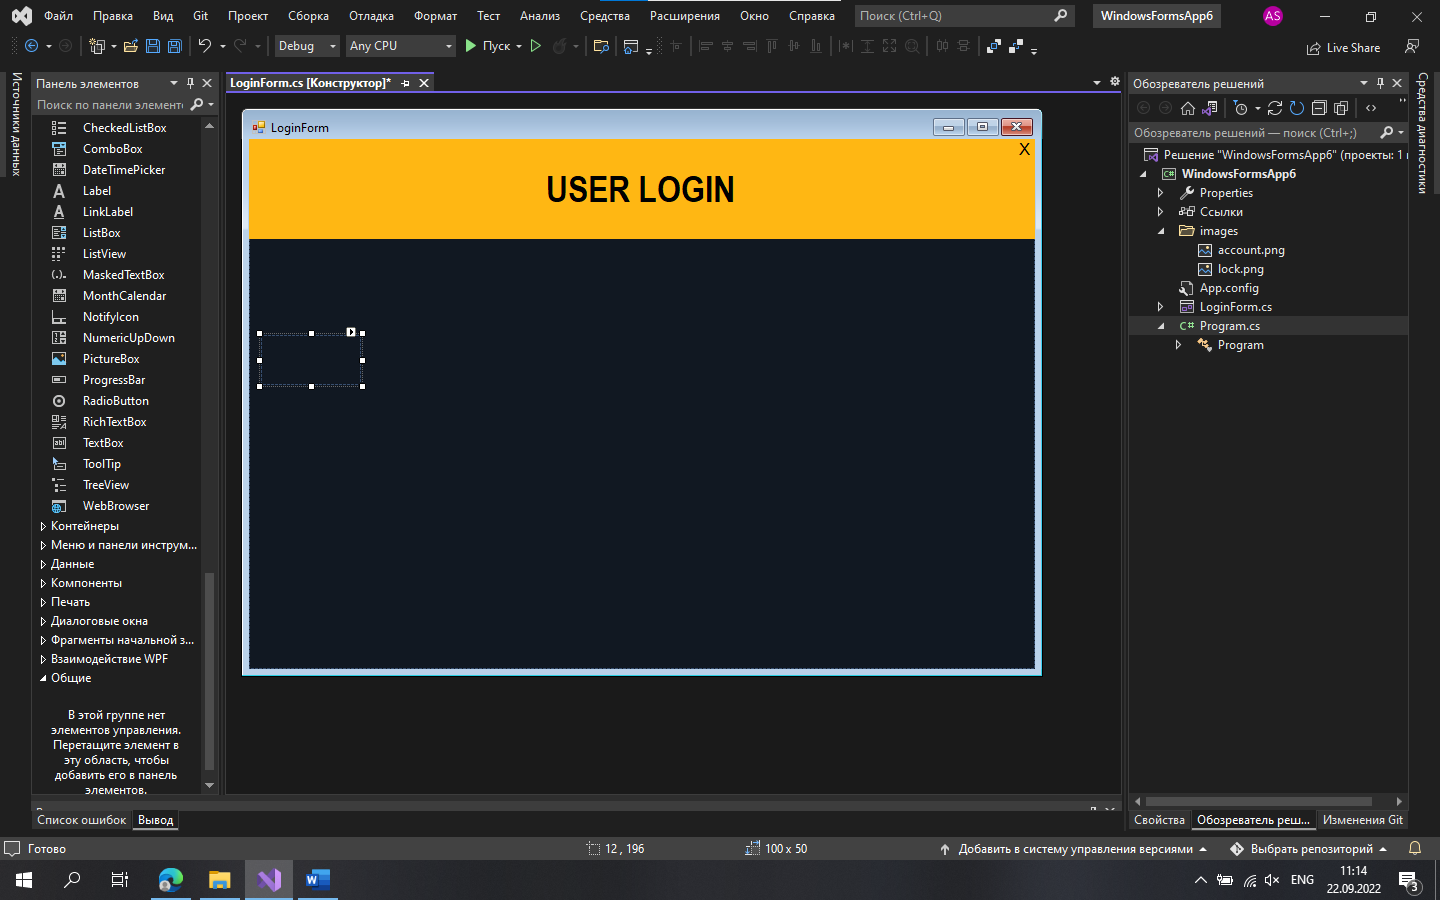 Файл Правка Вид Git Проект Сборка Отладка Формат Тест Анализ Средства Расширения Окно Справка Поиск (Ctrl+Q) WindowsFormsApp6 AS
Debug Any CPU Пуск Live Share
Источники данных
Панель элементов
Поиск по панели элементо
CheckedListBox
ComboBox
DateTimePicker
Label
LinkLabel
ListBox
ListView
MaskedTextBox
MonthCalendar
NotifyIcon
NumericUpDown
PictureBox
ProgressBar
RadioButton
RichTextBox
TextBox
ToolTip
TreeView
WebBrowser
Контейнеры
Меню и панели инструм...
Данные
Компоненты
Печать
Диалоговые окна
Фрагменты начальной з...
Взаимодействие WPF
Общие
В этой группе нет
элементов управления.
Перетащите элемент в
эту область, чтобы
добавить его в панель
элементов.
LoginForm.cs [Конструктор]*
LoginForm
X
USER LOGIN
Обозреватель решений
Обозреватель решений — поиск (Ctrl+;)
Решение "WindowsFormsApp6" (проекты: 1
WindowsFormsApp6
Properties
Ссылки
images
account.png
lock.png
App.config
LoginForm.cs
C# Program.cs
Program
Средства диагностики
Список ошибок Вывод
Свойства Обозреватель реш... Изменения Git
Готово 12 , 196 100 x 50 Добавить в систему управления версиями Выбрать репозиторий
ENG 11:14
22.09.2022
3